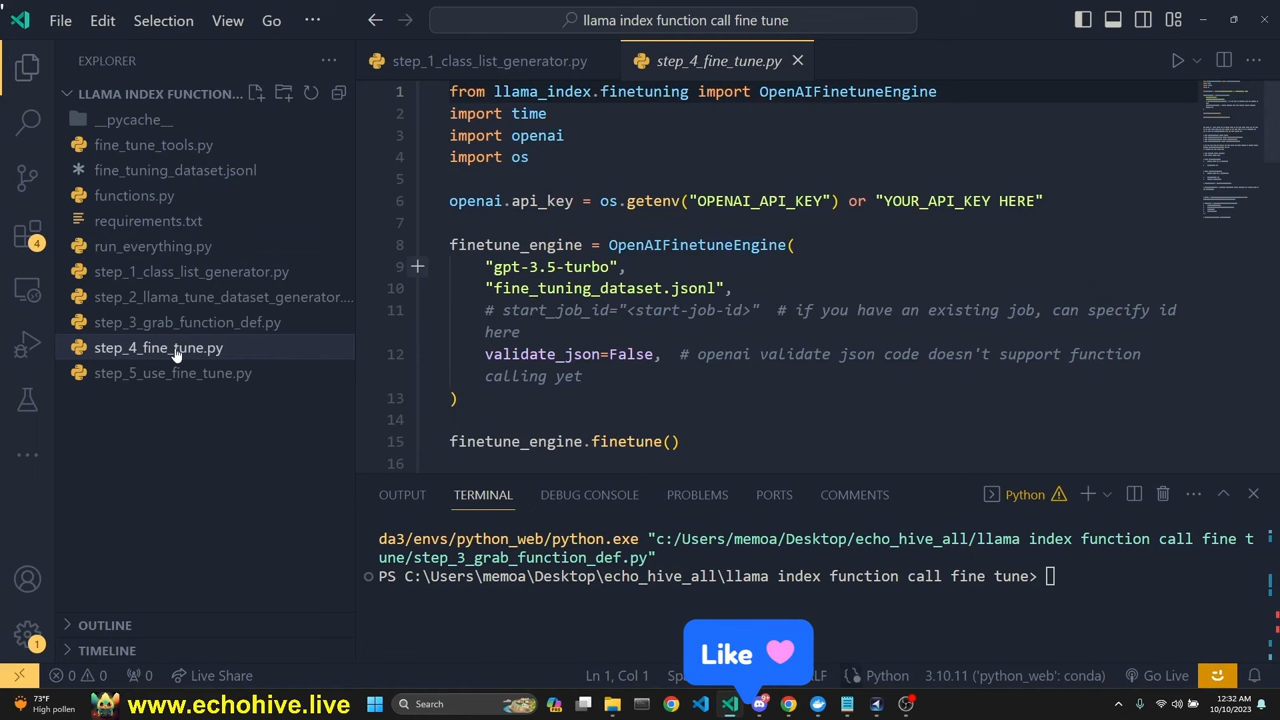 File Edit Selection View Go ···
llama index function call fine tune
EXPLORER ···
LLAMA INDEX FUNCTION...
__pycache__
fine_tune_tools.py
fine_tuning_dataset.jsonl
functions.py
requirements.txt
run_everything.py
step_1_class_list_generator.py
step_2_llama_tune_dataset_generator....
step_3_grab_function_def.py
step_4_fine_tune.py
step_5_use_fine_tune.py
OUTLINE
TIMELINE
4
1
step_1_class_list_generator.py step_4_fine_tune.py
1 from llama_index.finetuning import OpenAIFinetuneEngine
2 import time
3 import openai
4 import os
5
6 openai.api_key = os.getenv("OPENAI_API_KEY") or "YOUR_API_KEY HERE"
7
8 finetune_engine = OpenAIFinetuneEngine(
9 "gpt-3.5-turbo",
10 "fine_tuning_dataset.jsonl",
11 # start_job_id="<start-job-id>" # if you have an existing job, can specify id
here
12 validate_json=False, # openai validate json code doesn't support function
calling yet
13 )
14
15 finetune_engine.finetune()
16
OUTPUT TERMINAL DEBUG CONSOLE PROBLEMS PORTS COMMENTS Python
da3/envs/python_web/python.exe "c:/Users/memoa/Desktop/echo_hive_all/llama index function call fine t
une/step_3_grab_function_def.py"
PS C:\Users\memoa\Desktop\echo_hive_all\llama index function call fine tune>
Like
0 0 0 Live Share Ln 1, Col 1 Python 3.10.11 ('python_web': conda) Go Live
73°F
High pollen
www.echohive.live
Search
12:32 AM
10/10/2023